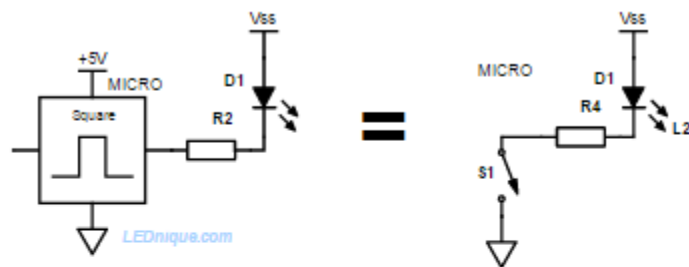 Vss
+5V
MICRO
D1
Square
R2
LEDnique.com
=
Vss
MICRO
D1
R4
L2
S1